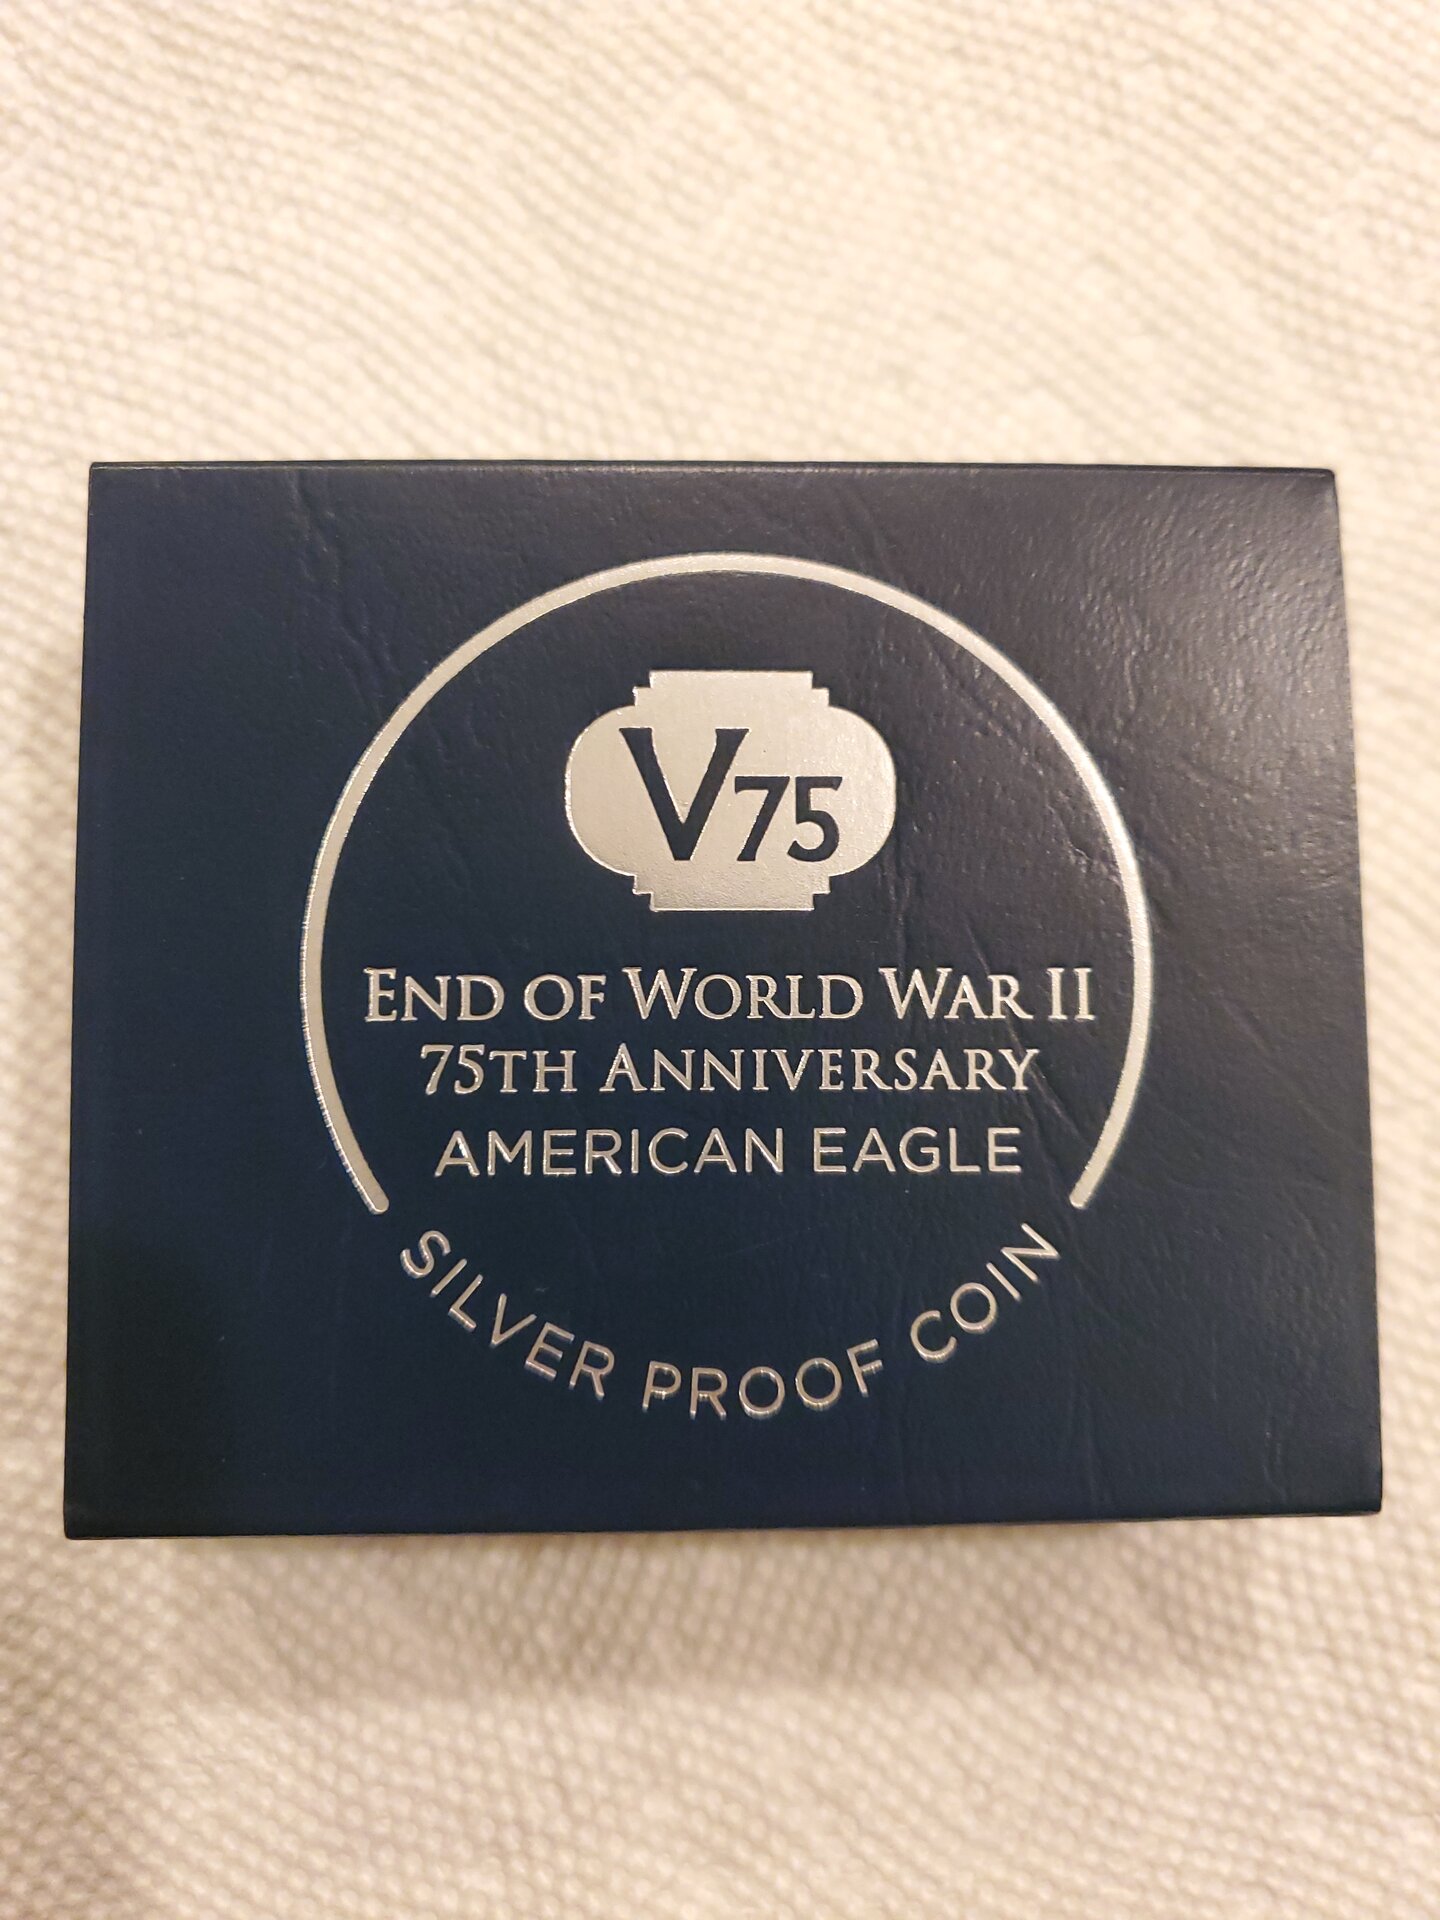 V75
END OF WORLD WAR II
75TH ANNIVERSARY
AMERICAN EAGLE
SILVER PROOF COIN